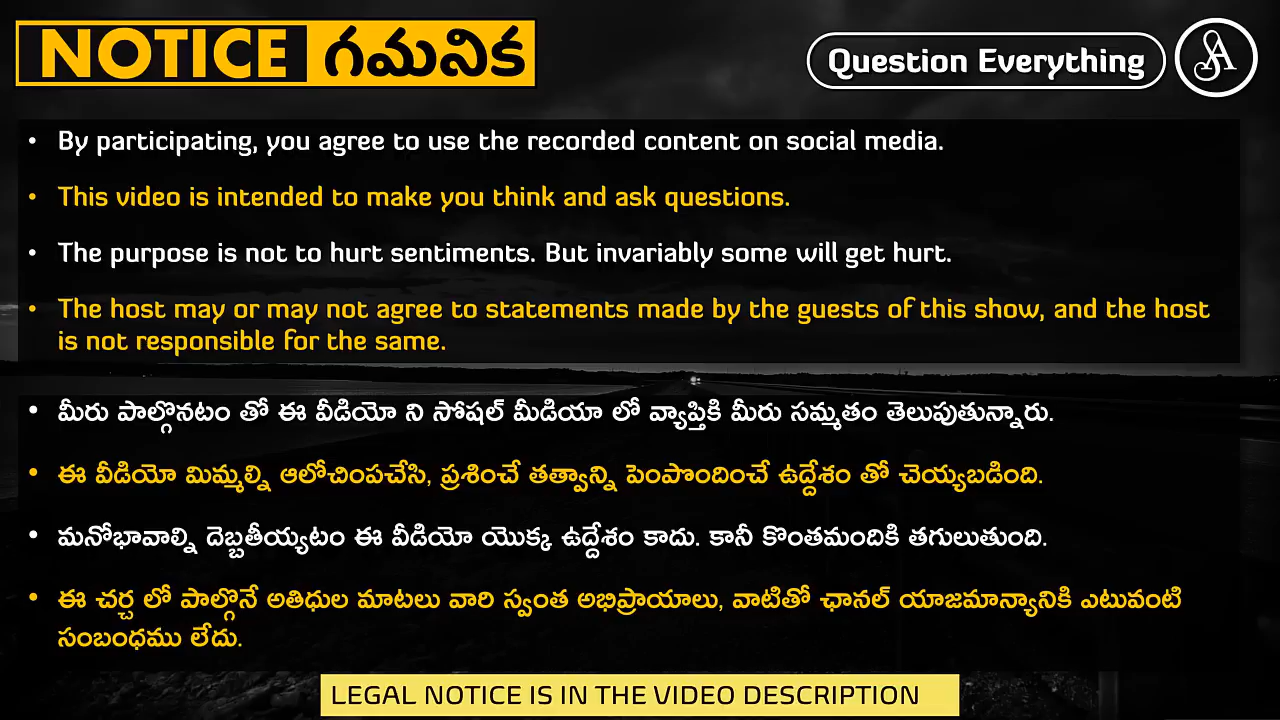 NOTICE గమనిక
Question Everything
• By participating, you agree to use the recorded content on social media.
• This video is intended to make you think and ask questions.
• The purpose is not to hurt sentiments. But invariably some will get hurt.
• The host may or may not agree to statements made by the guests of this show, and the host
is not responsible for the same.
• మీరు పాల్గొనటం తో ఈ వీడియో ని సోషల్ మీడియా లో వ్యాప్తికి మీరు సమ్మతం తెలుపుతున్నారు.
• ఈ వీడియో మిమ్మల్ని ఆలోచింపచేసి, ప్రశించే తత్వాన్ని పెంపొందించే ఉద్దేశం తో చెయ్యబడింది.
• మనోభావాల్ని దెబ్బతీయ్యటం ఈ వీడియో యొక్క ఉద్దేశం కాదు. కానీ కొంతమందికి తగులుతుంది.
• ఈ చర్చ లో పాల్గొనే అతిధుల మాటలు వారి స్వంత అభిప్రాయాలు, వాటితో ఛానల్ యాజమాన్యానికి ఎటువంటి
సంబంధము లేదు.
LEGAL NOTICE IS IN THE VIDEO DESCRIPTION